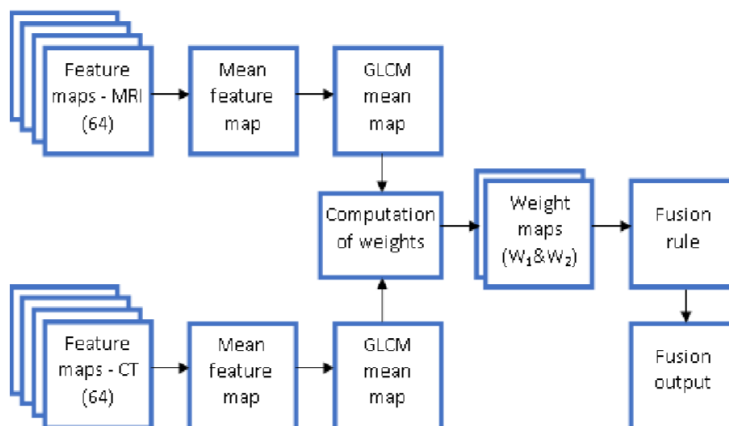 Feature
maps - MRI
(64)
Mean
feature
map
GLCM
mean
map
Computation
of weights
Weight
maps
(W₁&W₂)
Fusion
rule
Feature
maps - CT
(64)
Mean
feature
map
GLCM
mean
map
Fusion
output